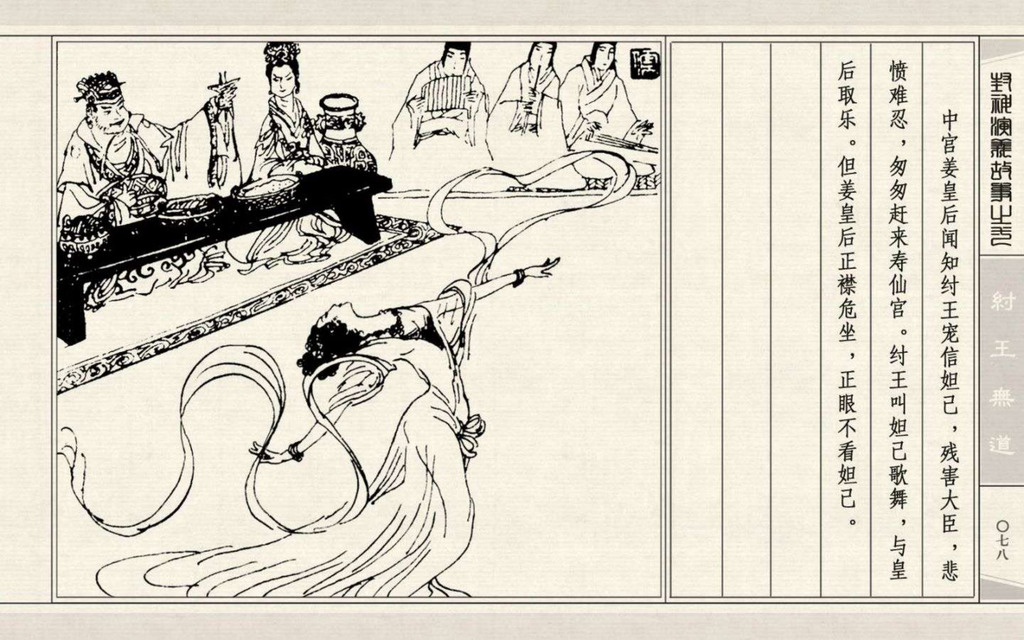 封神演義故事之六
紂王無道
〇七八
中宫姜皇后闻知纣王宠信妲己，残害大臣，悲
愤难忍，匆匆赶来寿仙宫。纣王叫妲己歌舞，与皇
后取乐。但姜皇后正襟危坐，正眼不看妲己。